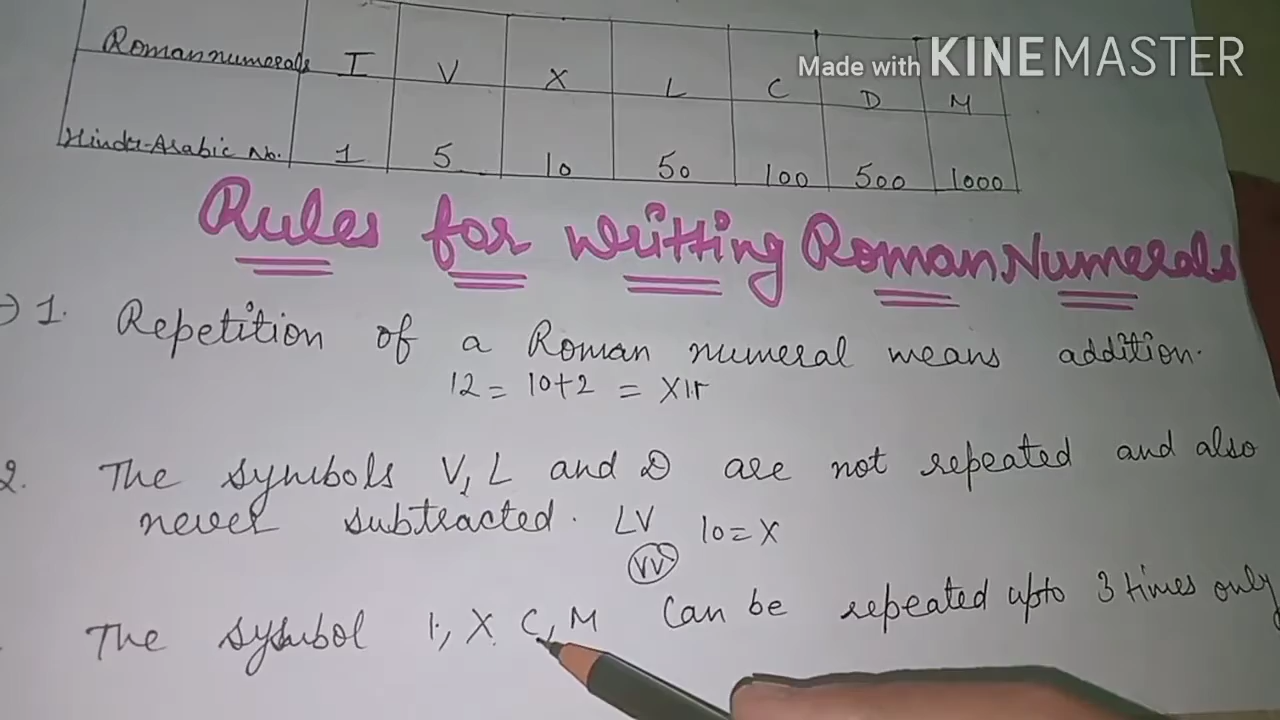 Made with KINEMASTER
Roman numerals I V X L C D M
Hindu-Arabic No. 1 5 10 50 100 500 1000
Rules for Writting Roman Numerals
1. Repetition of a Roman numeral means addition.
12 = 10+2 = XII
2. The symbols V, L and D are not repeated and also
never subtracted. LV 10 = X
VV
The symbol I, X C, M can be repeated upto 3 times only